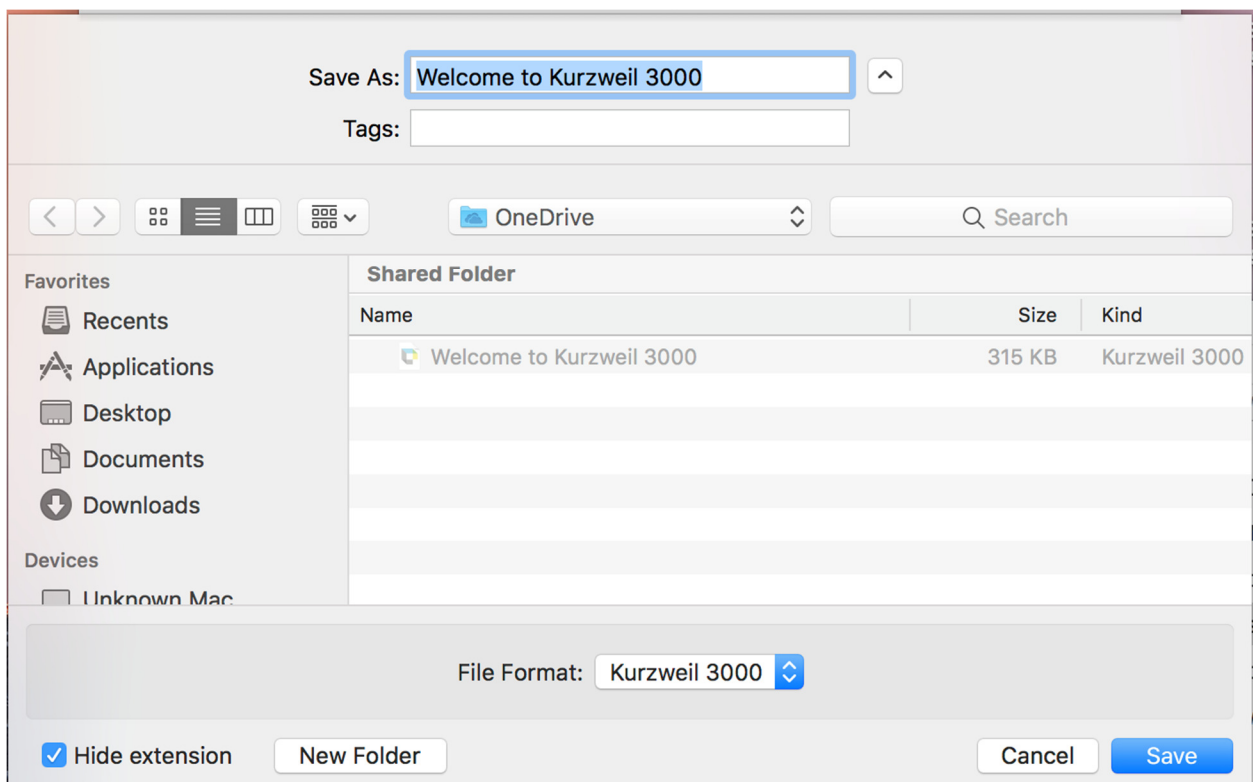 Save As: Welcome to Kurzweil 3000
Tags:
OneDrive
Search
Favorites
Recents
Applications
Desktop
Documents
Downloads
Devices
Unknown Mac
Shared Folder
Name Size Kind
Welcome to Kurzweil 3000 315 KB Kurzweil 3000
File Format: Kurzweil 3000
Hide extension New Folder Cancel Save